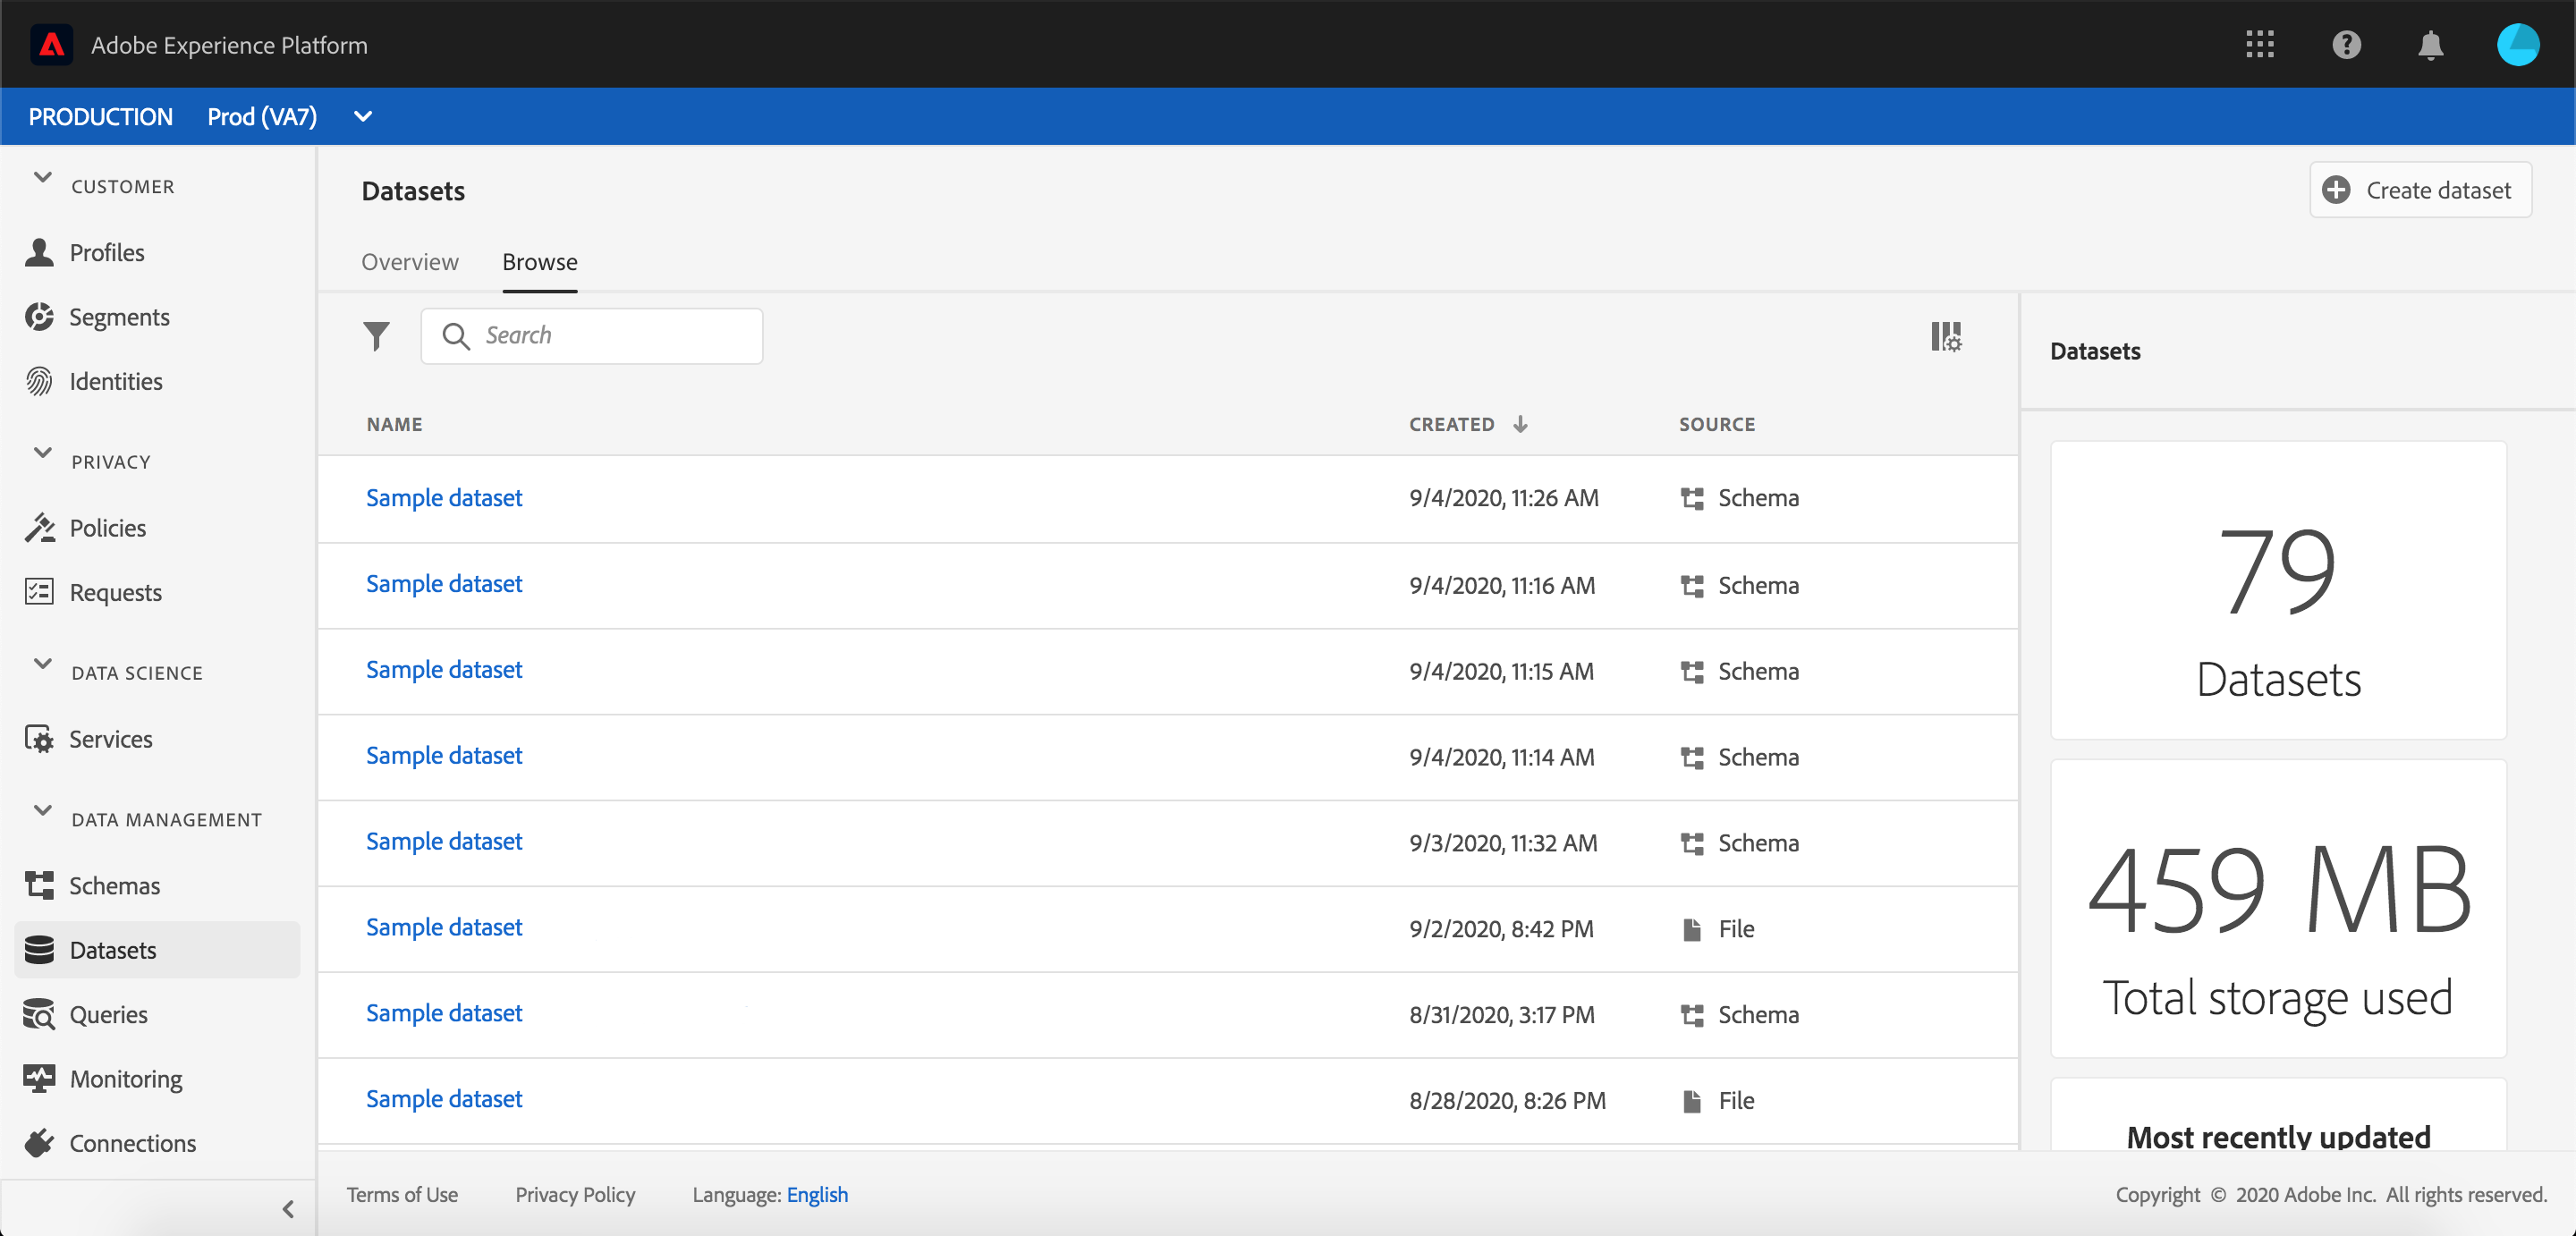 Adobe Experience Platform
PRODUCTION Prod (VA7)
CUSTOMER
Profiles
Segments
Identities
PRIVACY
Policies
Requests
DATA SCIENCE
Services
DATA MANAGEMENT
Schemas
Datasets
Queries
Monitoring
Connections
Datasets
Create dataset
Overview Browse
Search
NAME CREATED SOURCE
Sample dataset 9/4/2020, 11:26 AM Schema
Sample dataset 9/4/2020, 11:16 AM Schema
Sample dataset 9/4/2020, 11:15 AM Schema
Sample dataset 9/4/2020, 11:14 AM Schema
Sample dataset 9/3/2020, 11:32 AM Schema
Sample dataset 9/2/2020, 8:42 PM File
Sample dataset 8/31/2020, 3:17 PM Schema
Sample dataset 8/28/2020, 8:26 PM File
Datasets
79
Datasets
459 MB
Total storage used
Most recently updated
Terms of Use Privacy Policy Language: English
Copyright © 2020 Adobe Inc. All rights reserved.